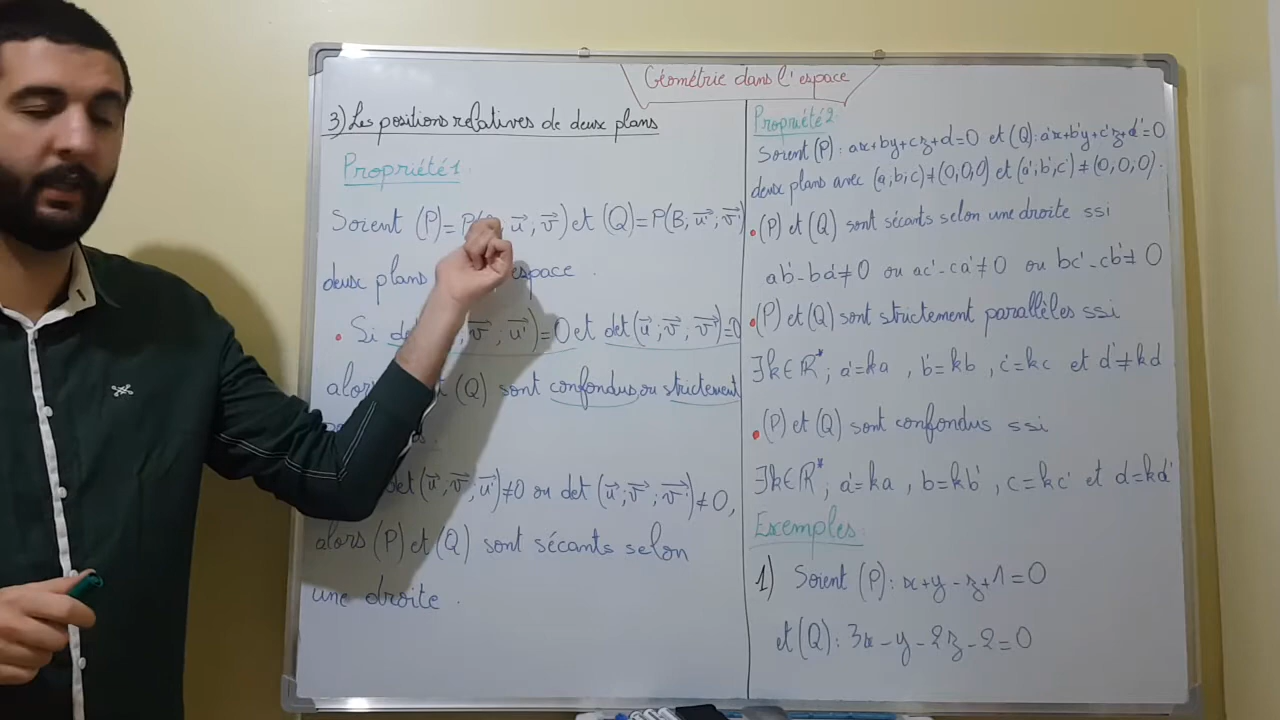 Géométrie dans l'espace
3) Les positions relatives de deux plans
Propriété 1
Soient (P)=P( , u⃗; v⃗) et (Q)=P(B, u⃗'; v⃗')
deux plans espace.
• Si det( v⃗; u⃗')=0 et det(u⃗; v⃗; v⃗')=0
alors et (Q) sont confondus ou strictement
det(u⃗; v⃗; u⃗')≠0 ou det(u⃗; v⃗; v⃗')≠0,
alors (P) et (Q) sont sécants selon
une droite.
Propriété 2
Soient (P): ax+by+cz+d=0 et (Q): a'x+b'y+c'z+d'=0
deux plans avec (a;b;c)≠(0;0;0) et (a';b';c')≠(0;0;0).
• (P) et (Q) sont sécants selon une droite ssi
ab'-ba'≠0 ou ac'-ca'≠0 ou bc'-cb'≠0
• (P) et (Q) sont strictement parallèles ssi
∃k∈ℝ*; a'=ka, b'=kb, c'=kc et d'≠kd
• (P) et (Q) sont confondus ssi
∃k∈ℝ*; a'=ka, b=kb', c=kc' et d=kd'
Exemples
1) Soient (P): x+y-z+1=0
et (Q): 3x-y-2z-2=0